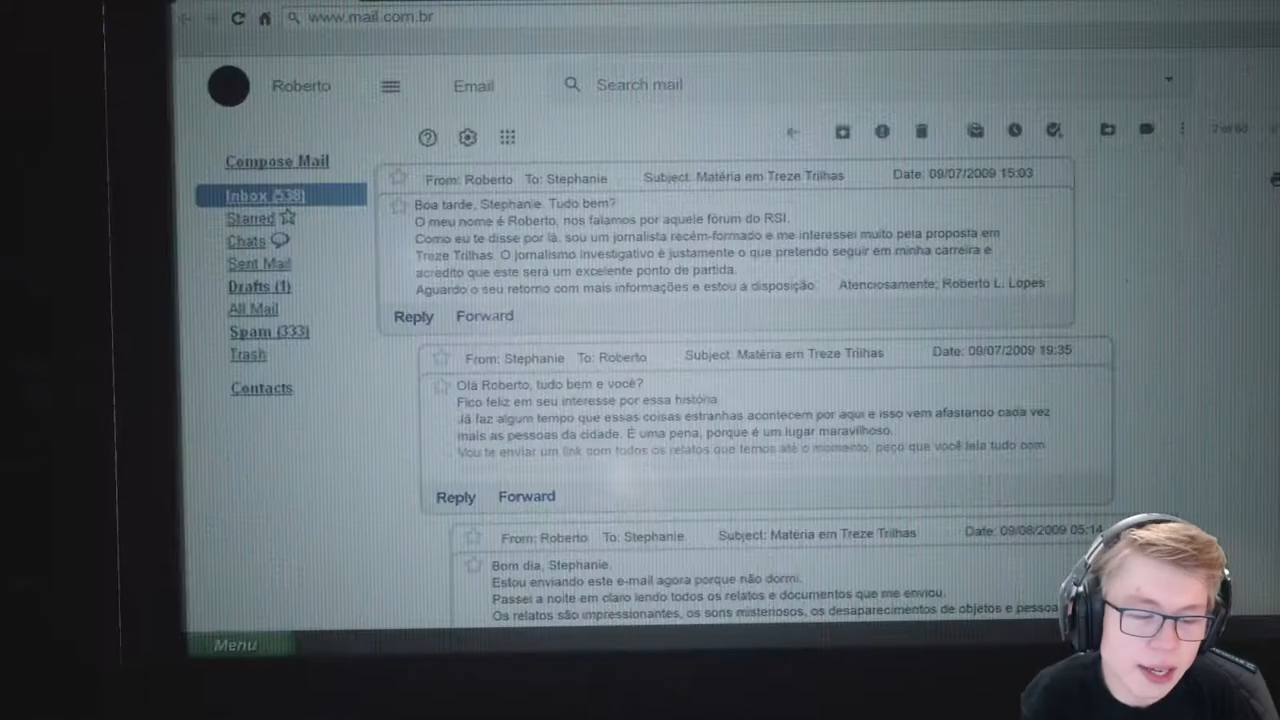 www.mail.com.br
Roberto
Email
Search mail
Compose Mail
Inbox (538)
Starred
Chats
Sent Mail
Drafts (1)
All Mail
Spam (333)
Trash
Contacts
From: Roberto To: Stephanie Subject: Matéria em Treze Trilhas Date: 09/07/2009 15:03
Boa tarde, Stephanie. Tudo bem?
O meu nome é Roberto, nos falamos por aquele fórum do RSI.
Como eu te disse por lá, sou um jornalista recém-formado e me interessei muito pela proposta em
Treze Trilhas. O jornalismo investigativo é justamente o que pretendo seguir em minha carreira e
acredito que este será um excelente ponto de partida.
Aguardo o seu retorno com mais informações e estou à disposição Atenciosamente; Roberto L. Lopes
Reply Forward
From: Stephanie To: Roberto Subject: Matéria em Treze Trilhas Date: 09/07/2009 19:35
Olá Roberto, tudo bem e você?
Fico feliz em seu interesse por essa história
Já faz algum tempo que essas coisas estranhas acontecem por aqui e isso vem afastando cada vez
mais as pessoas da cidade. É uma pena, porque é um lugar maravilhoso.
Vou te enviar um link com todos os relatos que temos até o momento, peço que você leia tudo com
Reply Forward
From: Roberto To: Stephanie Subject: Matéria em Treze Trilhas Date: 09/08/2009 05:14
Bom dia, Stephanie.
Estou enviando este e-mail agora porque não dormi.
Passei a noite em claro lendo todos os relatos e documentos que me enviou.
Os relatos são impressionantes, os sons misteriosos, os desaparecimentos de objetos e pessoa
Menu